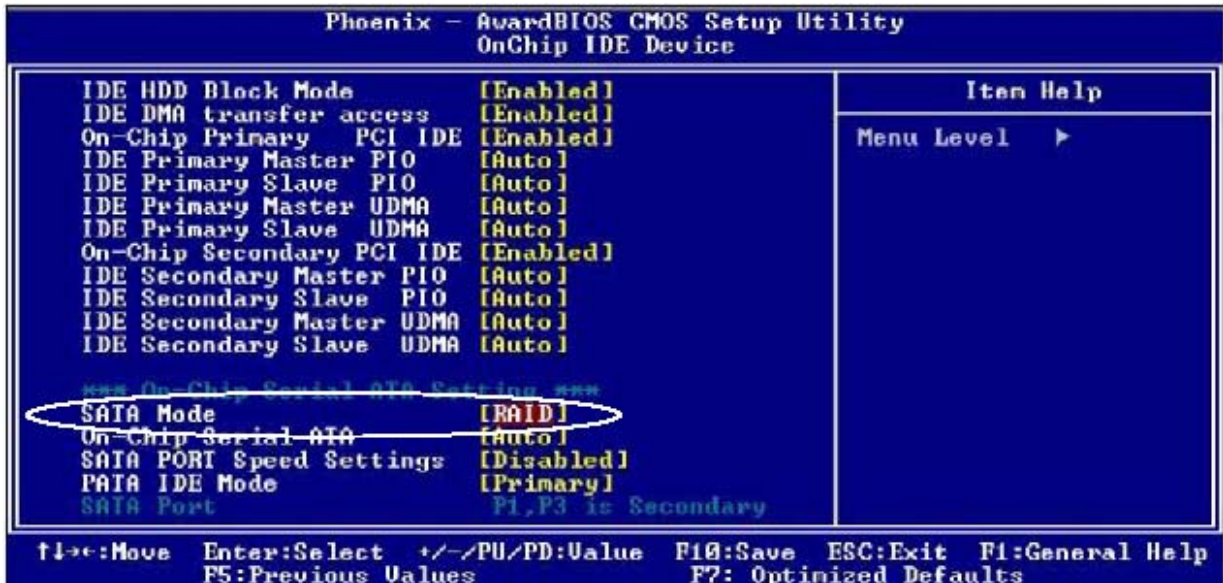 Phoenix - AwardBIOS CMOS Setup Utility
OnChip IDE Device
IDE HDD Block Mode [Enabled]
IDE DMA transfer access [Enabled]
On-Chip Primary PCI IDE [Enabled]
IDE Primary Master PIO [Auto]
IDE Primary Slave PIO [Auto]
IDE Primary Master UDMA [Auto]
IDE Primary Slave UDMA [Auto]
On-Chip Secondary PCI IDE [Enabled]
IDE Secondary Master PIO [Auto]
IDE Secondary Slave PIO [Auto]
IDE Secondary Master UDMA [Auto]
IDE Secondary Slave UDMA [Auto]
*** On-Chip Serial ATA Setting ***
SATA Mode [RAID]
On-Chip Serial ATA [Auto]
SATA PORT Speed Settings [Disabled]
PATA IDE Mode [Primary]
SATA Port P1,P3 is Secondary
Item Help
Menu Level ►
↑↓→←:Move Enter:Select +/-/PU/PD:Value F10:Save ESC:Exit F1:General Help
F5:Previous Values F7: Optimized Defaults